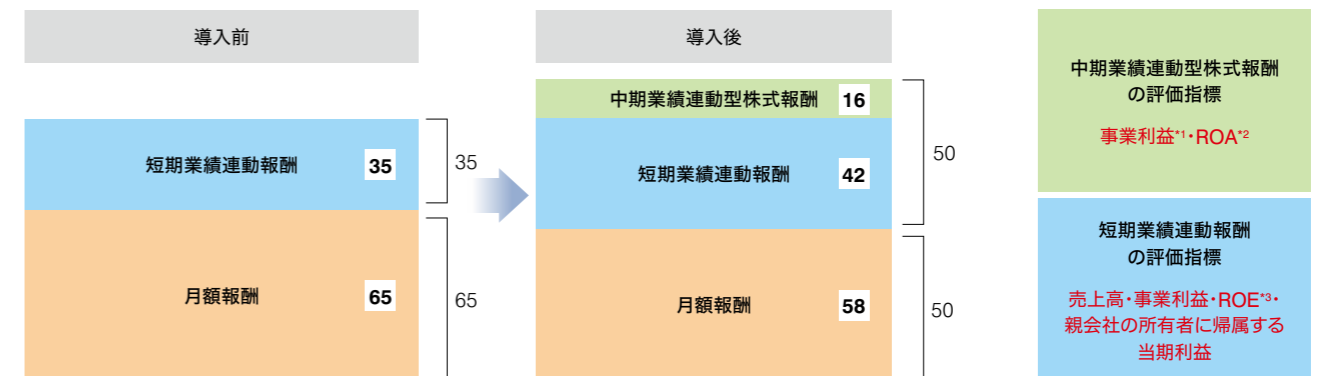 導入前
短期業績連動報酬 35
35
月額報酬 65
65
導入後
中期業績連動型株式報酬 16
短期業績連動報酬 42
50
月額報酬 58
50
中期業績連動型株式報酬
の評価指標
事業利益*1・ROA*2
短期業績連動報酬
の評価指標
売上高・事業利益・ROE*3・
親会社の所有者に帰属する
当期利益